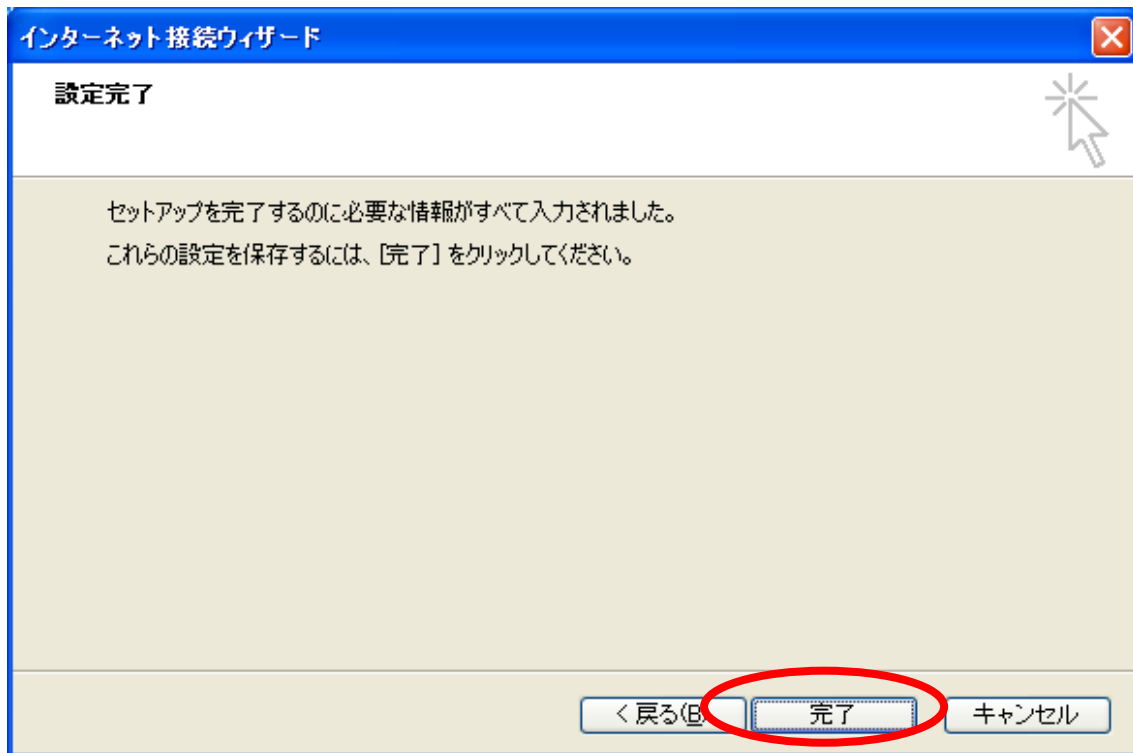 インターネット接続ウィザード
設定完了
セットアップを完了するのに必要な情報がすべて入力されました。
これらの設定を保存するには、[完了] をクリックしてください。
< 戻る(B
完了
キャンセル